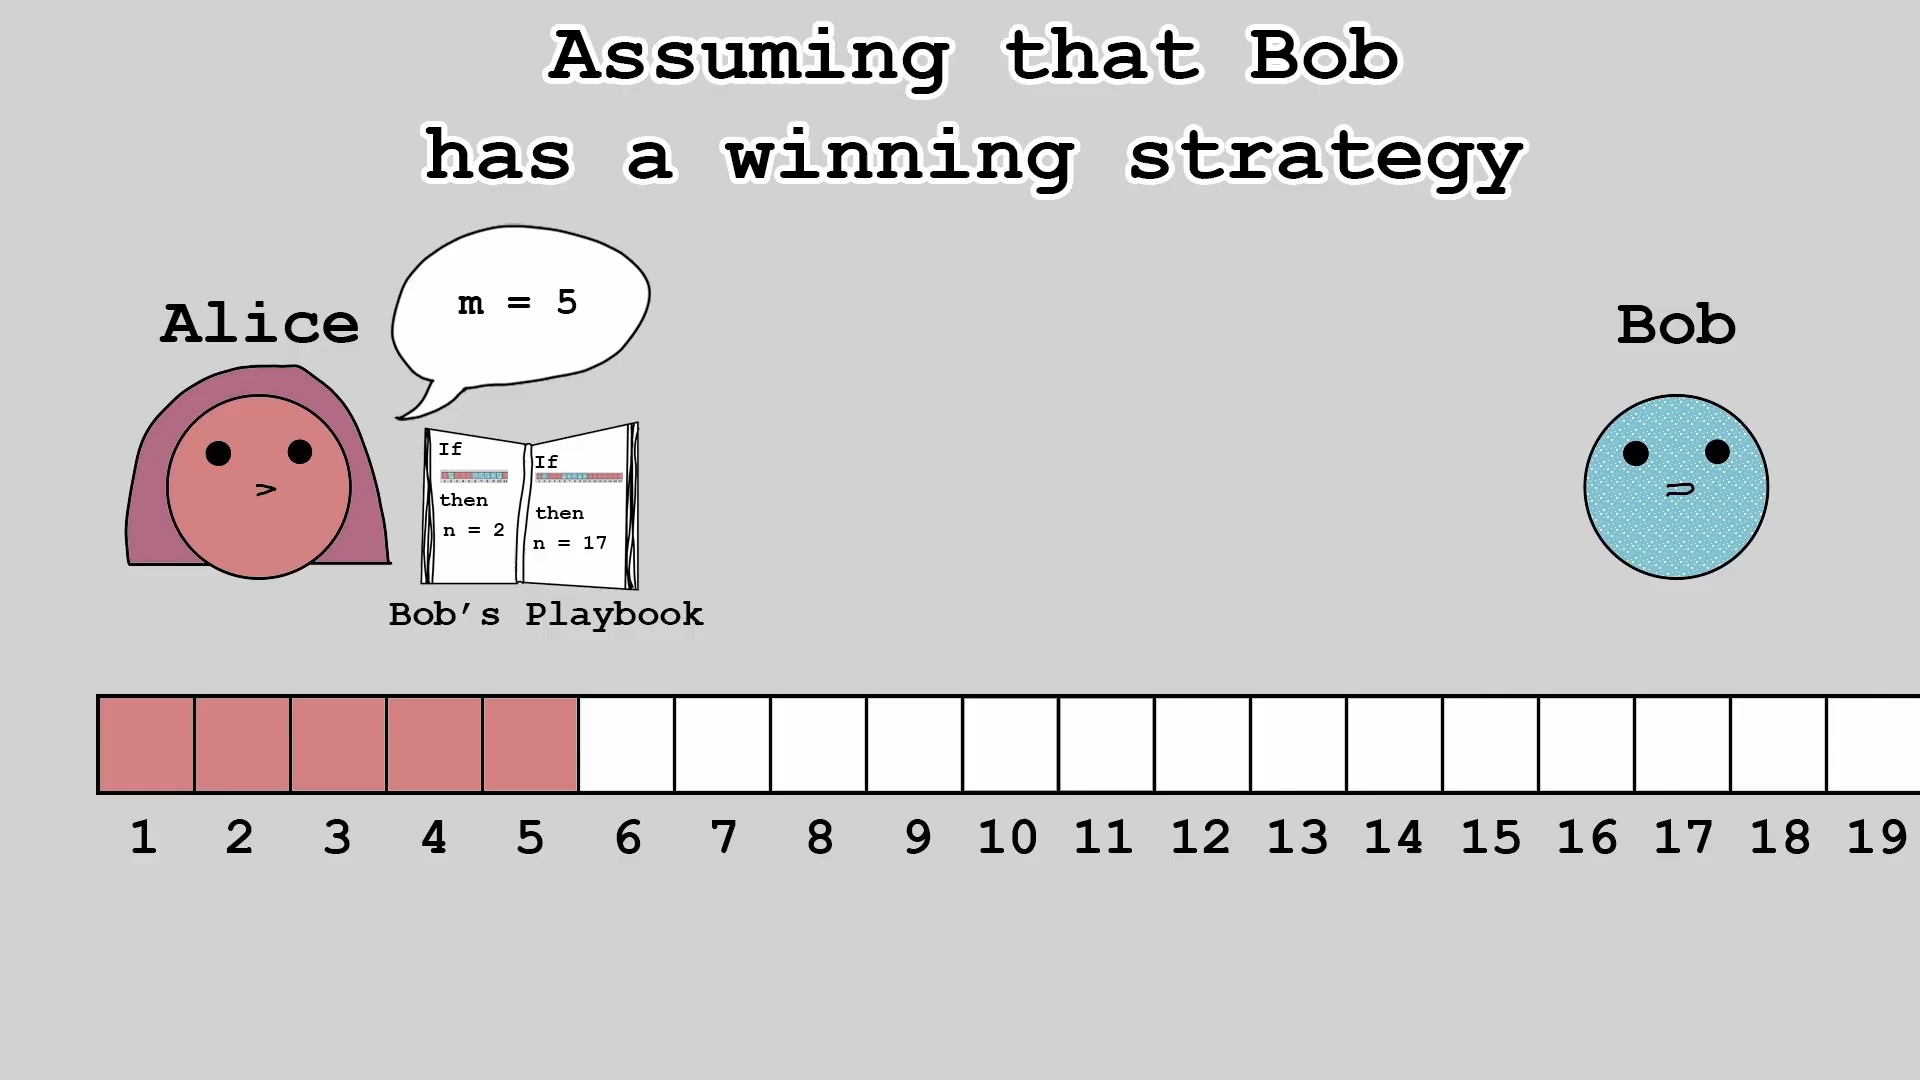 Assuming that Bob
has a winning strategy
m = 5
Alice
Bob
If
then
n = 2
If
then
n = 17
Bob's Playbook
1 2 3 4 5 6 7 8 9 10 11 12 13 14 15 16 17 18 19